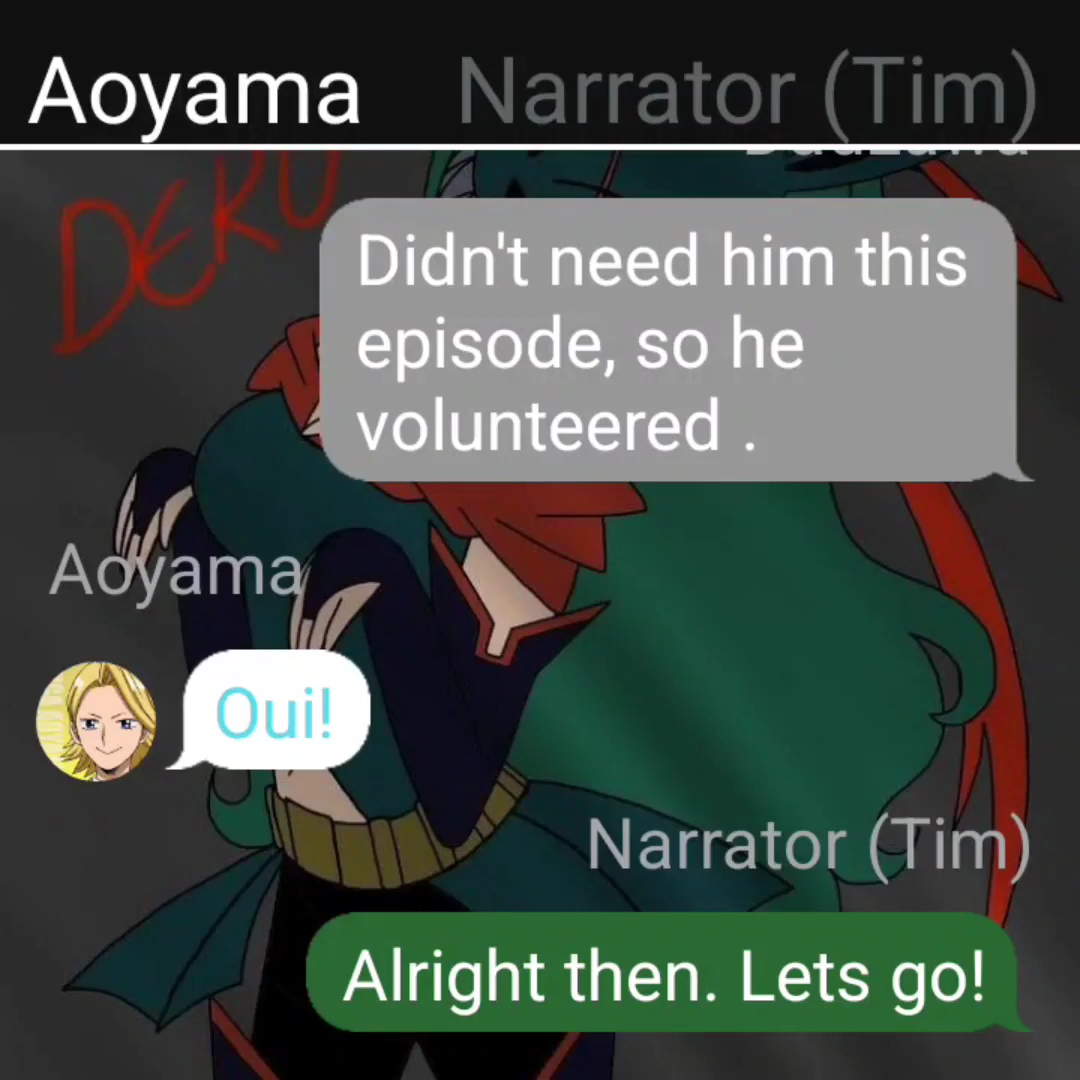 Aoyama Narrator (Tim)
DEKU
Didn't need him this
episode, so he
volunteered .
Aoyama
Oui!
Narrator (Tim)
Alright then. Lets go!